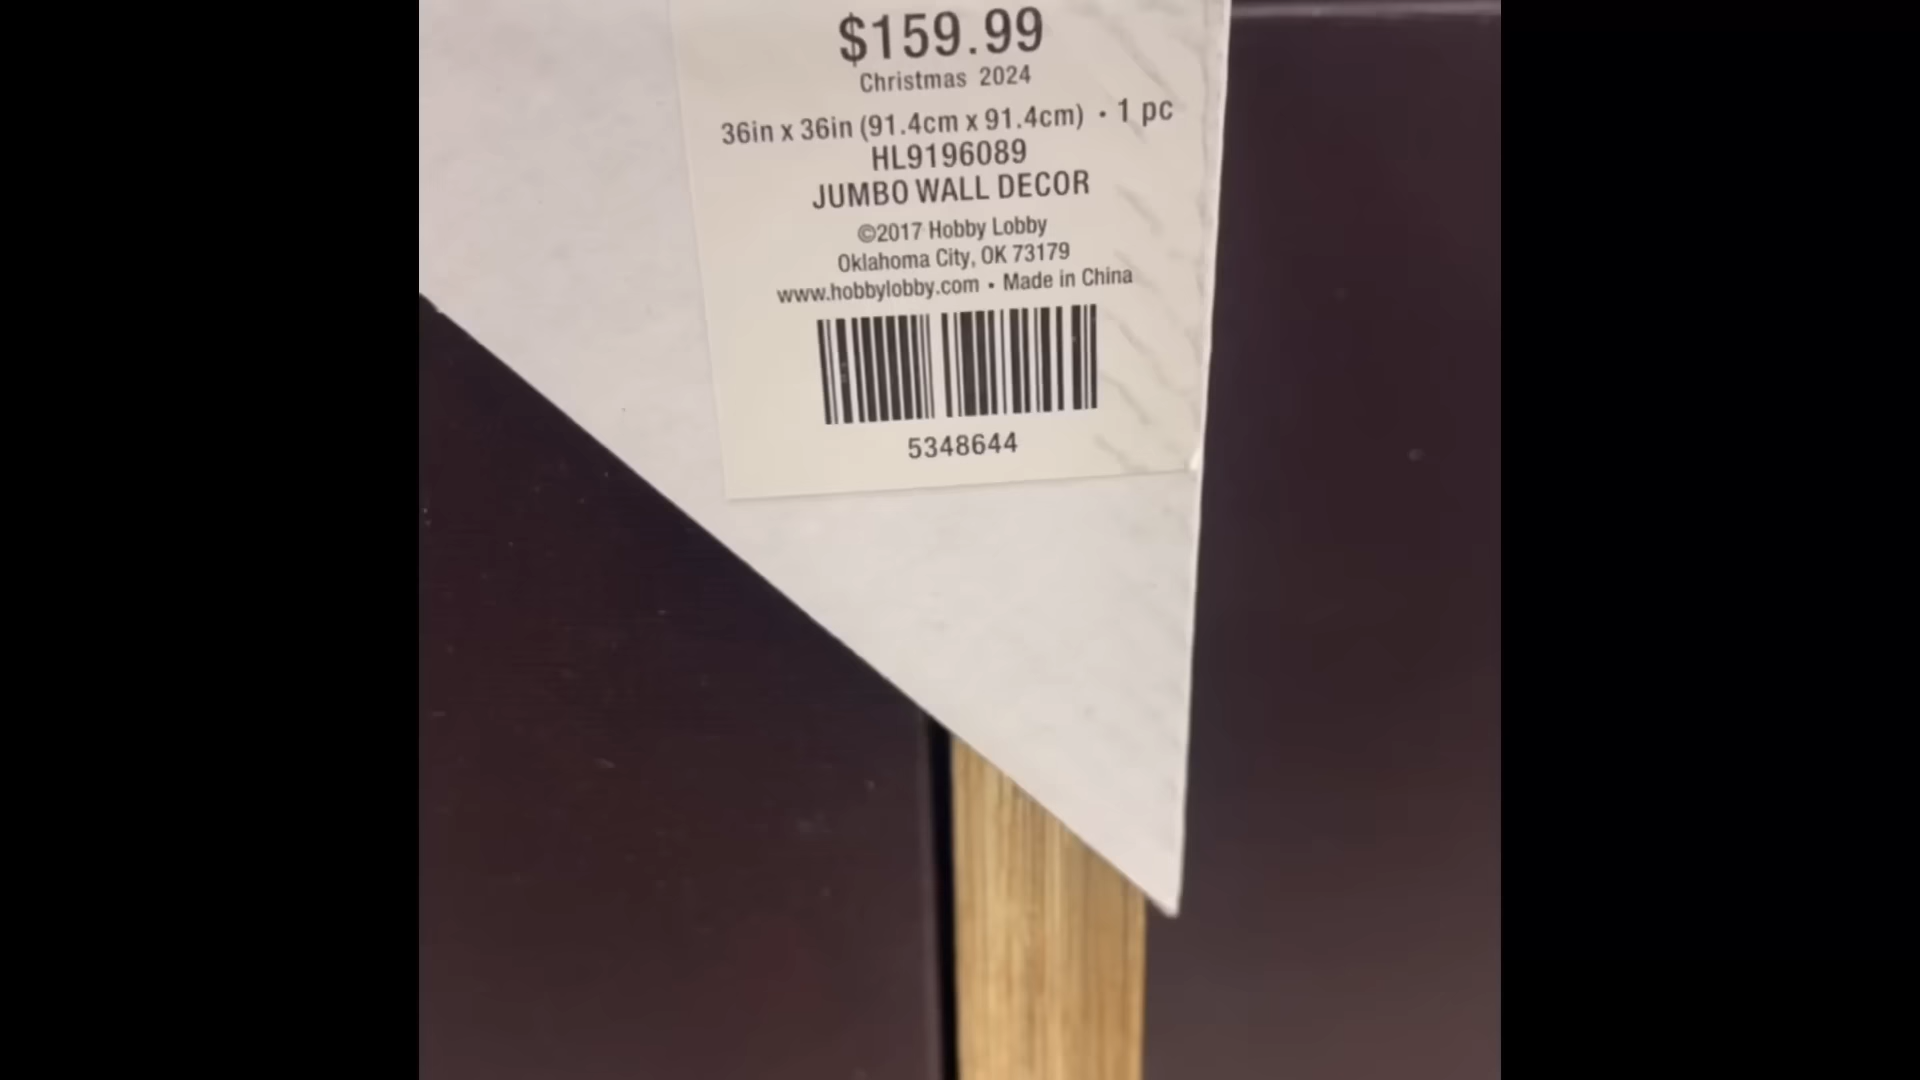 $159.99
Christmas 2024
36in x 36in (91.4cm x 91.4cm) • 1 pc
HL9196089
JUMBO WALL DECOR
©2017 Hobby Lobby
Oklahoma City, OK 73179
www.hobbylobby.com • Made in China
5348644